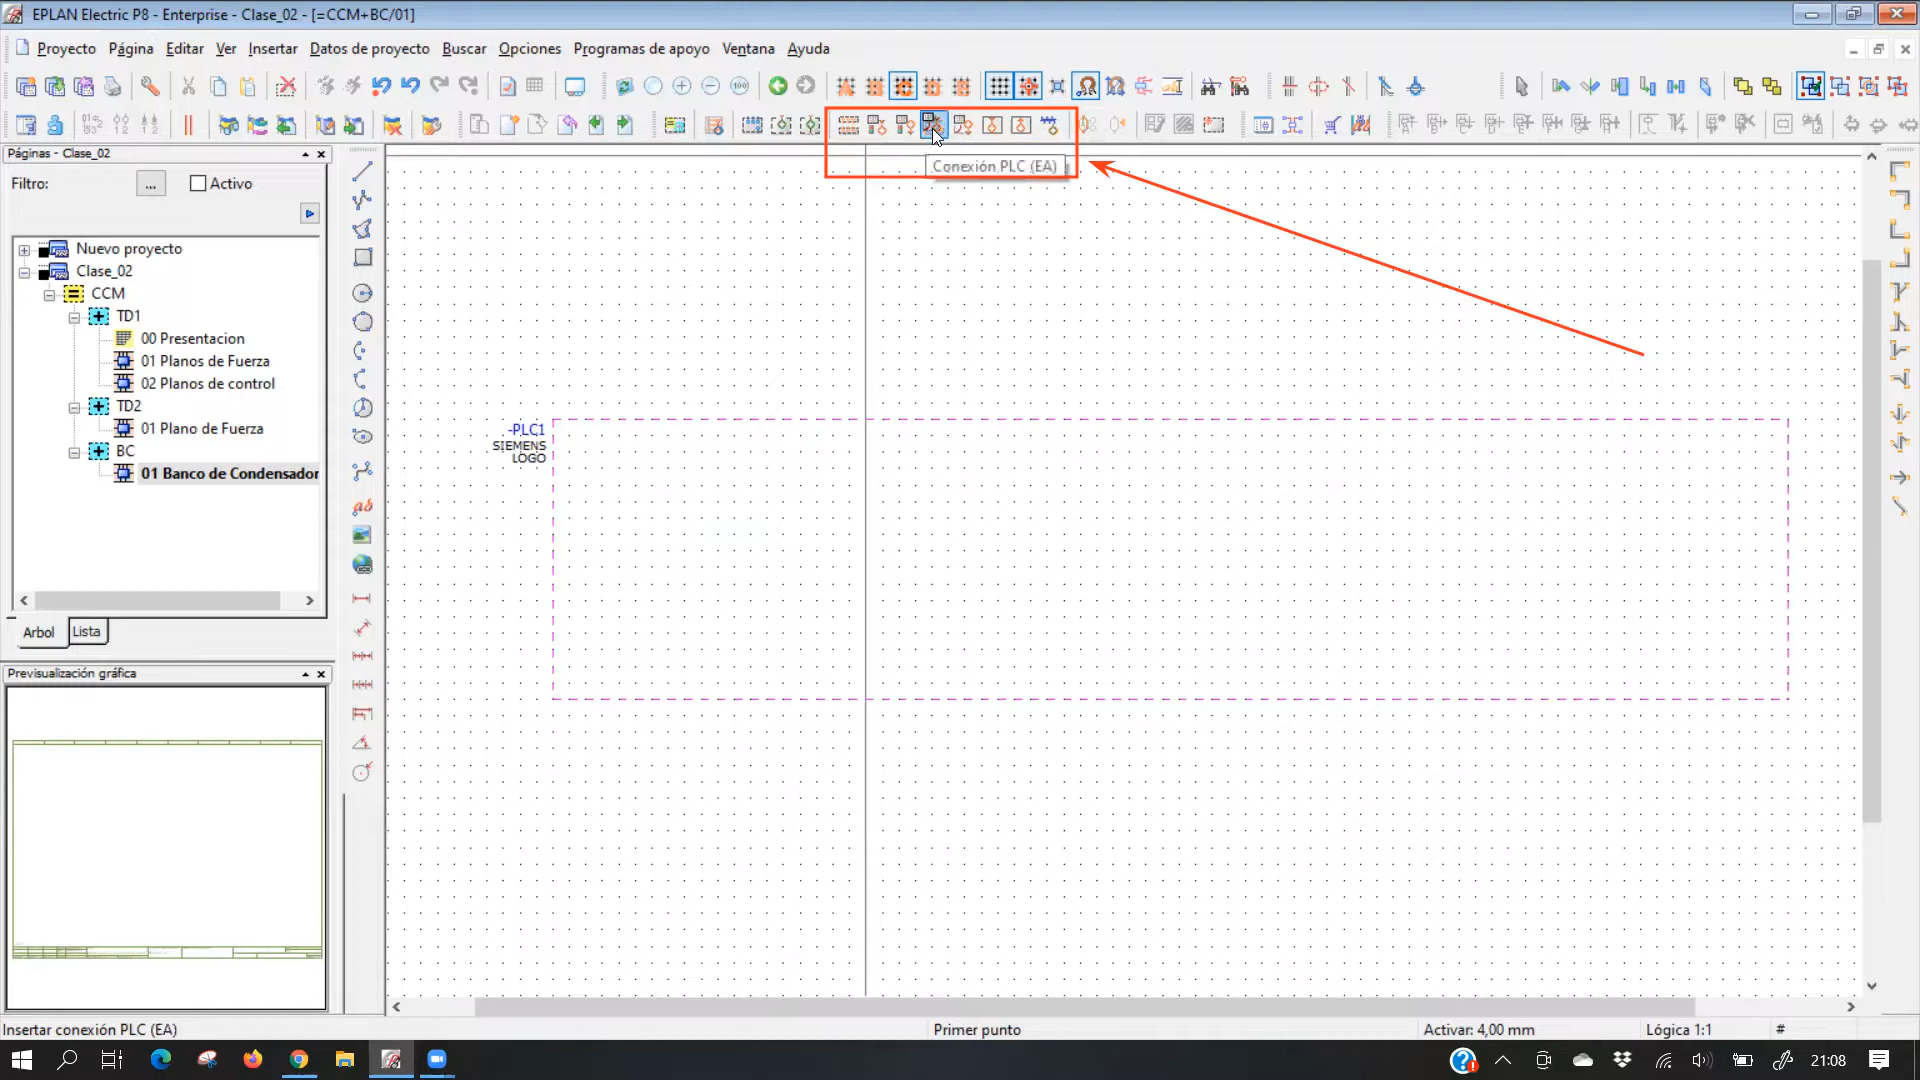 EPLAN Electric P8 - Enterprise - Clase_02 - [=CCM+BC/01]
Proyecto Página Editar Ver Insertar Datos de proyecto Buscar Opciones Programas de apoyo Ventana Ayuda
100
Páginas - Clase_02
Conexión PLC (EA)
Filtro: ... Activo
Nuevo proyecto
Clase_02
CCM
TD1
00 Presentacion
01 Planos de Fuerza
02 Planos de control
TD2
01 Plano de Fuerza
BC
01 Banco de Condensador
-PLC1
SIEMENS
LOGO
ab
Arbol Lista
Previsualización gráfica
Insertar conexión PLC (EA) Primer punto Activar: 4,00 mm Lógica 1:1 #
21:08